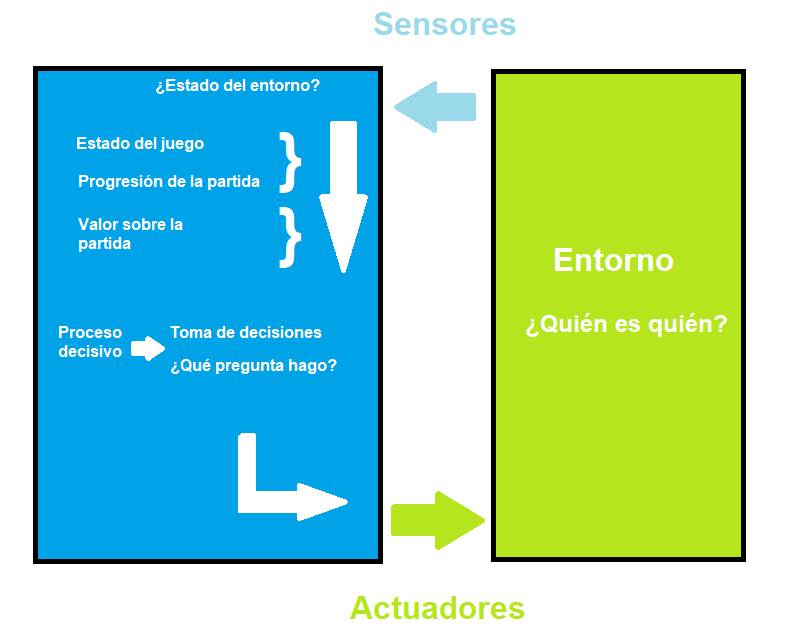 Sensores
¿Estado del entorno?
Estado del juego
Progresión de la partida
Valor sobre la
partida
Proceso
decisivo
Toma de decisiones
¿Qué pregunta hago?
Entorno
¿Quién es quién?
Actuadores